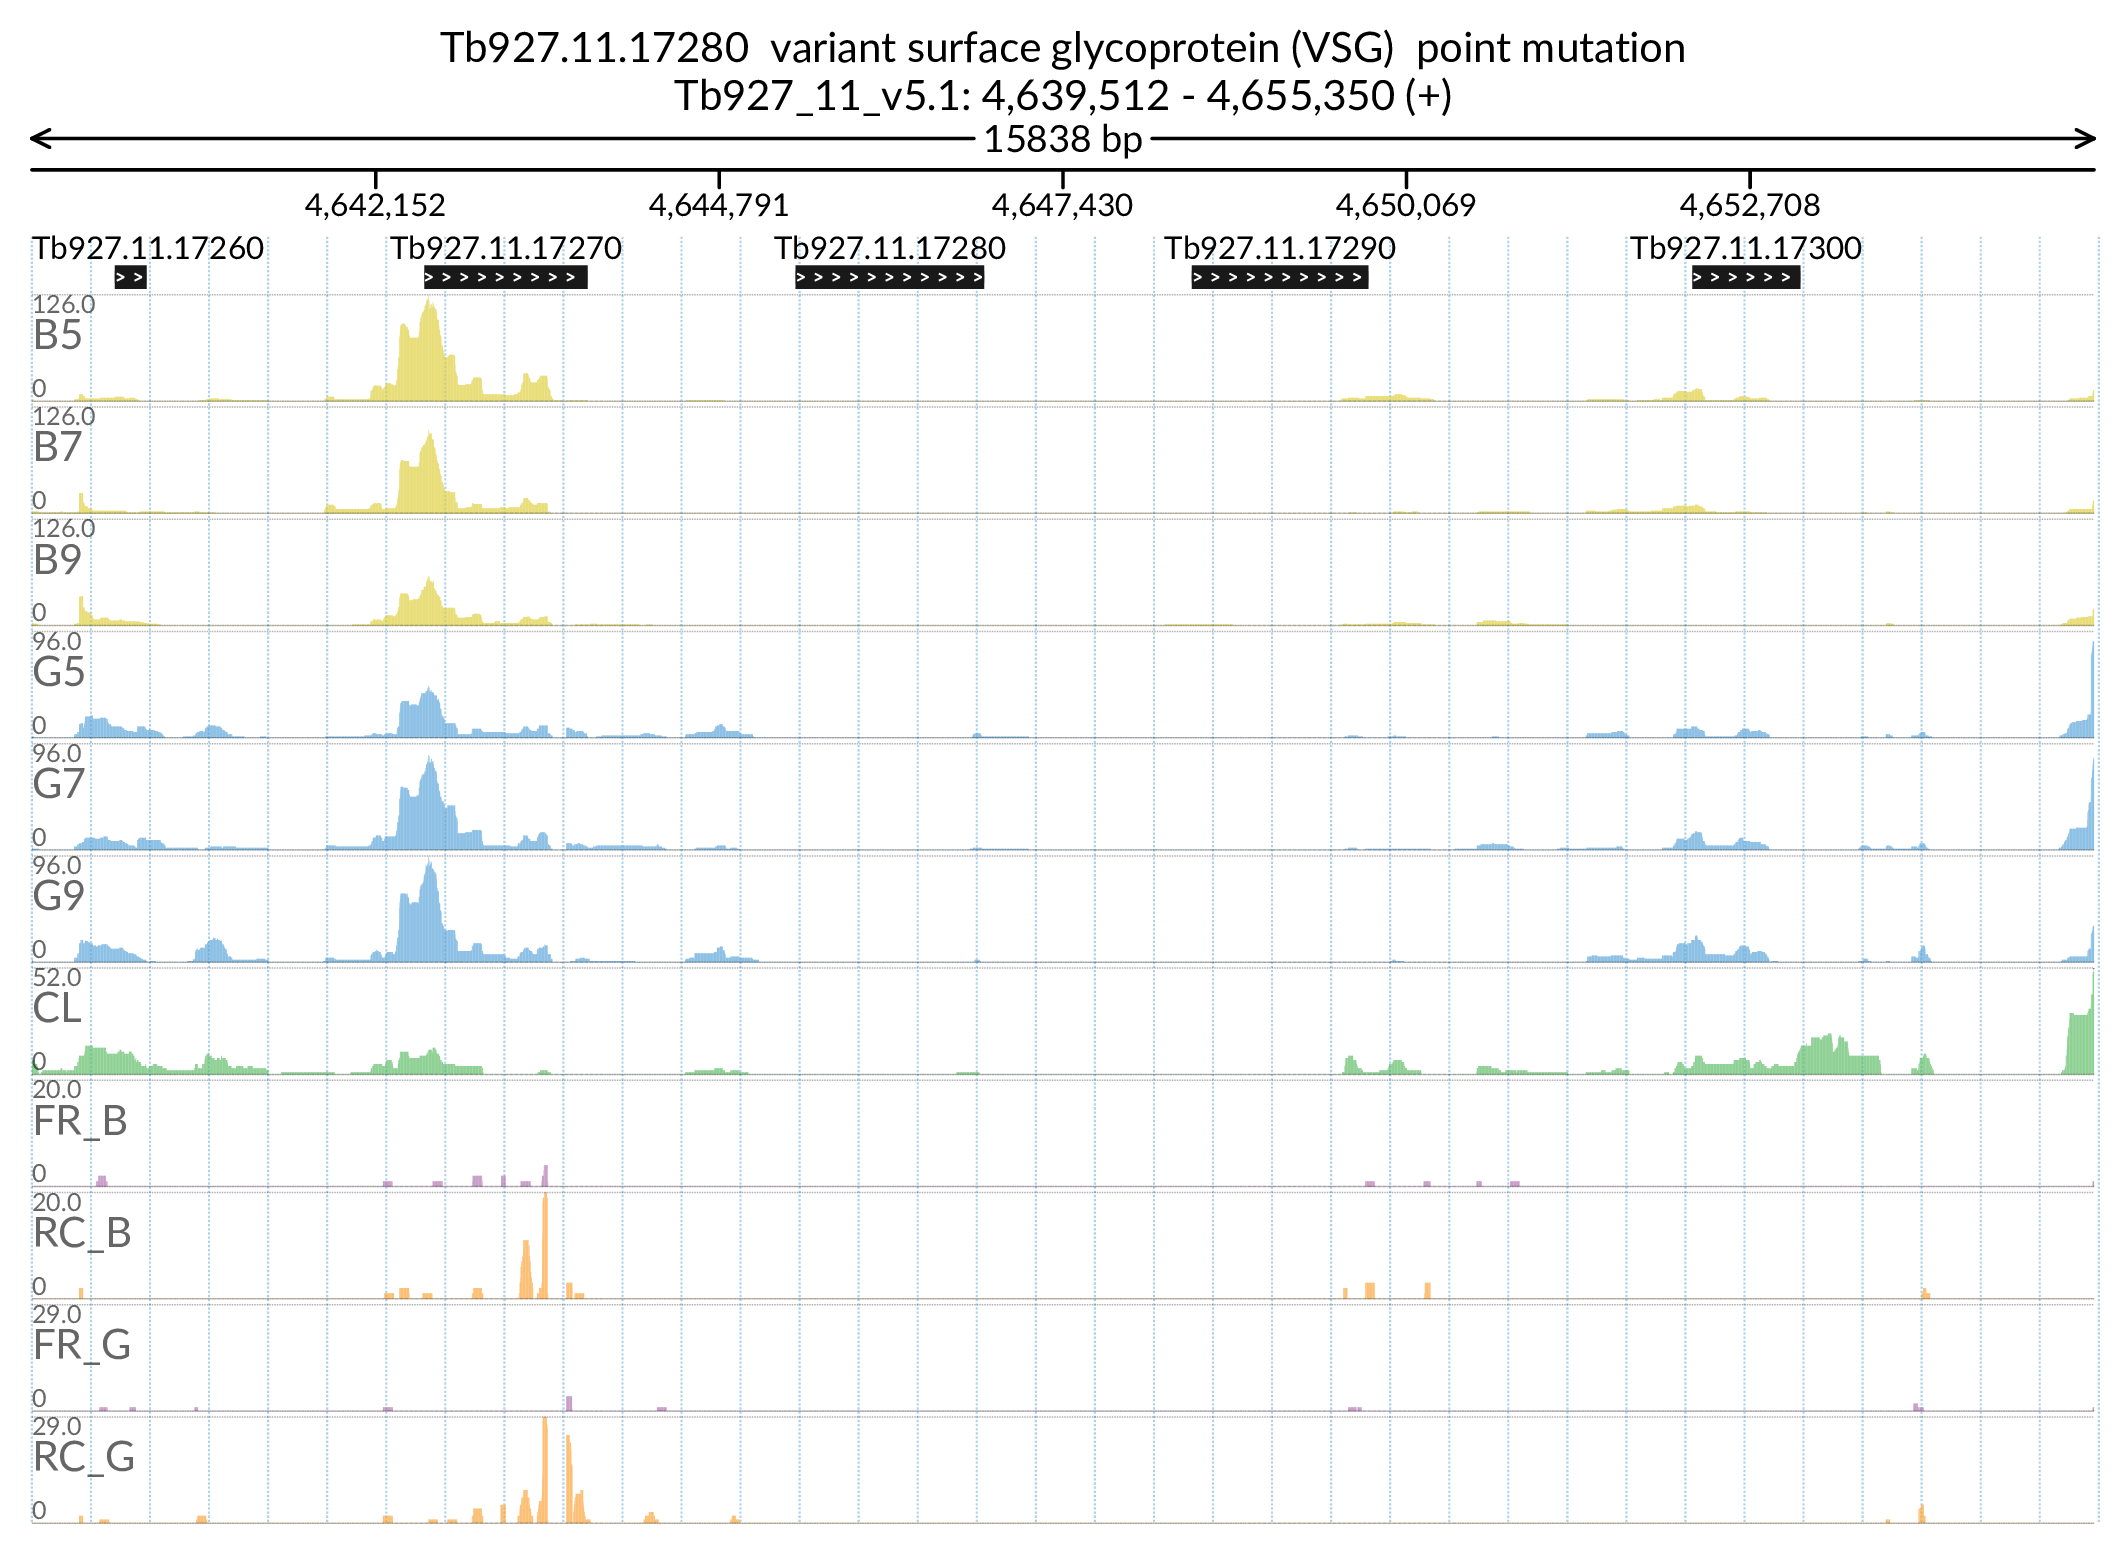 Tb927.11.17280 variant surface glycoprotein (VSG) point mutation
Tb927_11_v5.1: 4,639,512 - 4,655,350 (+)
15838 bp
4,642,152 4,644,791 4,647,430 4,650,069 4,652,708
Tb927.11.17260 Tb927.11.17270 Tb927.11.17280 Tb927.11.17290 Tb927.11.17300
126.0
B5
0
126.0
B7
0
126.0
B9
0
96.0
G5
0
96.0
G7
0
96.0
G9
0
52.0
CL
0
20.0
FR_B
0
20.0
RC_B
0
29.0
FR_G
0
29.0
RC_G
0